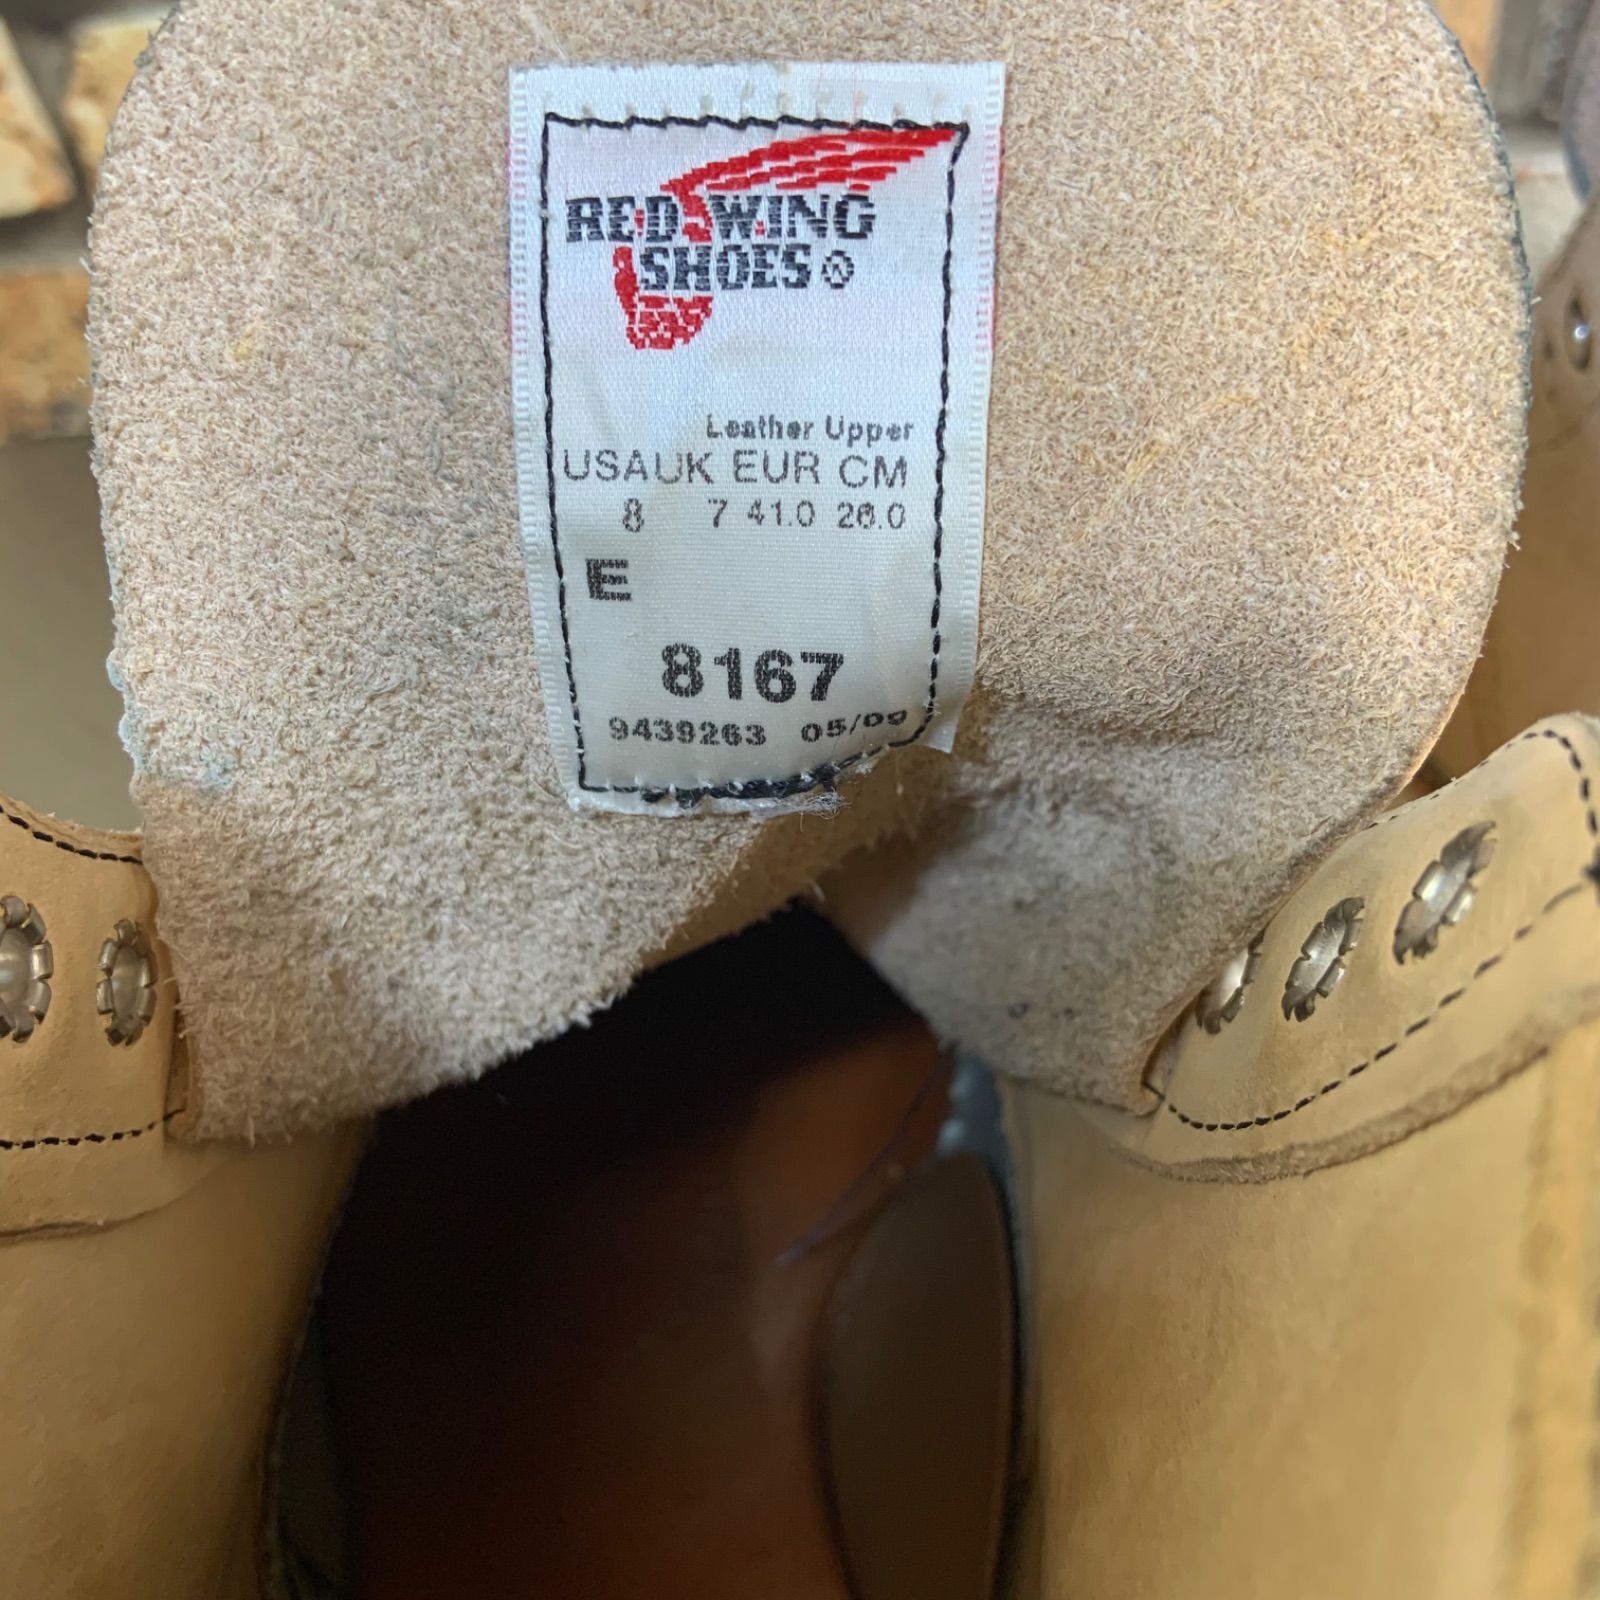 RED WING
SHOES®
Leather Upper
USA UK EUR CM
8 7 41.0 26.0
E
8167
9439263 05/09